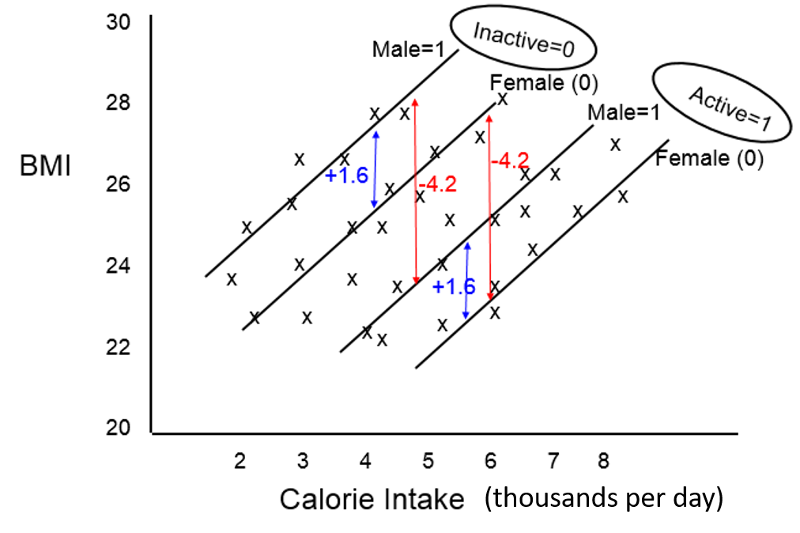 30
Inactive=0
Male=1
Female (0)
28
Active=1
Male=1
Female (0)
BMI
26
+1.6
-4.2
-4.2
24
+1.6
22
20
2 3 4 5 6 7 8
Calorie Intake (thousands per day)